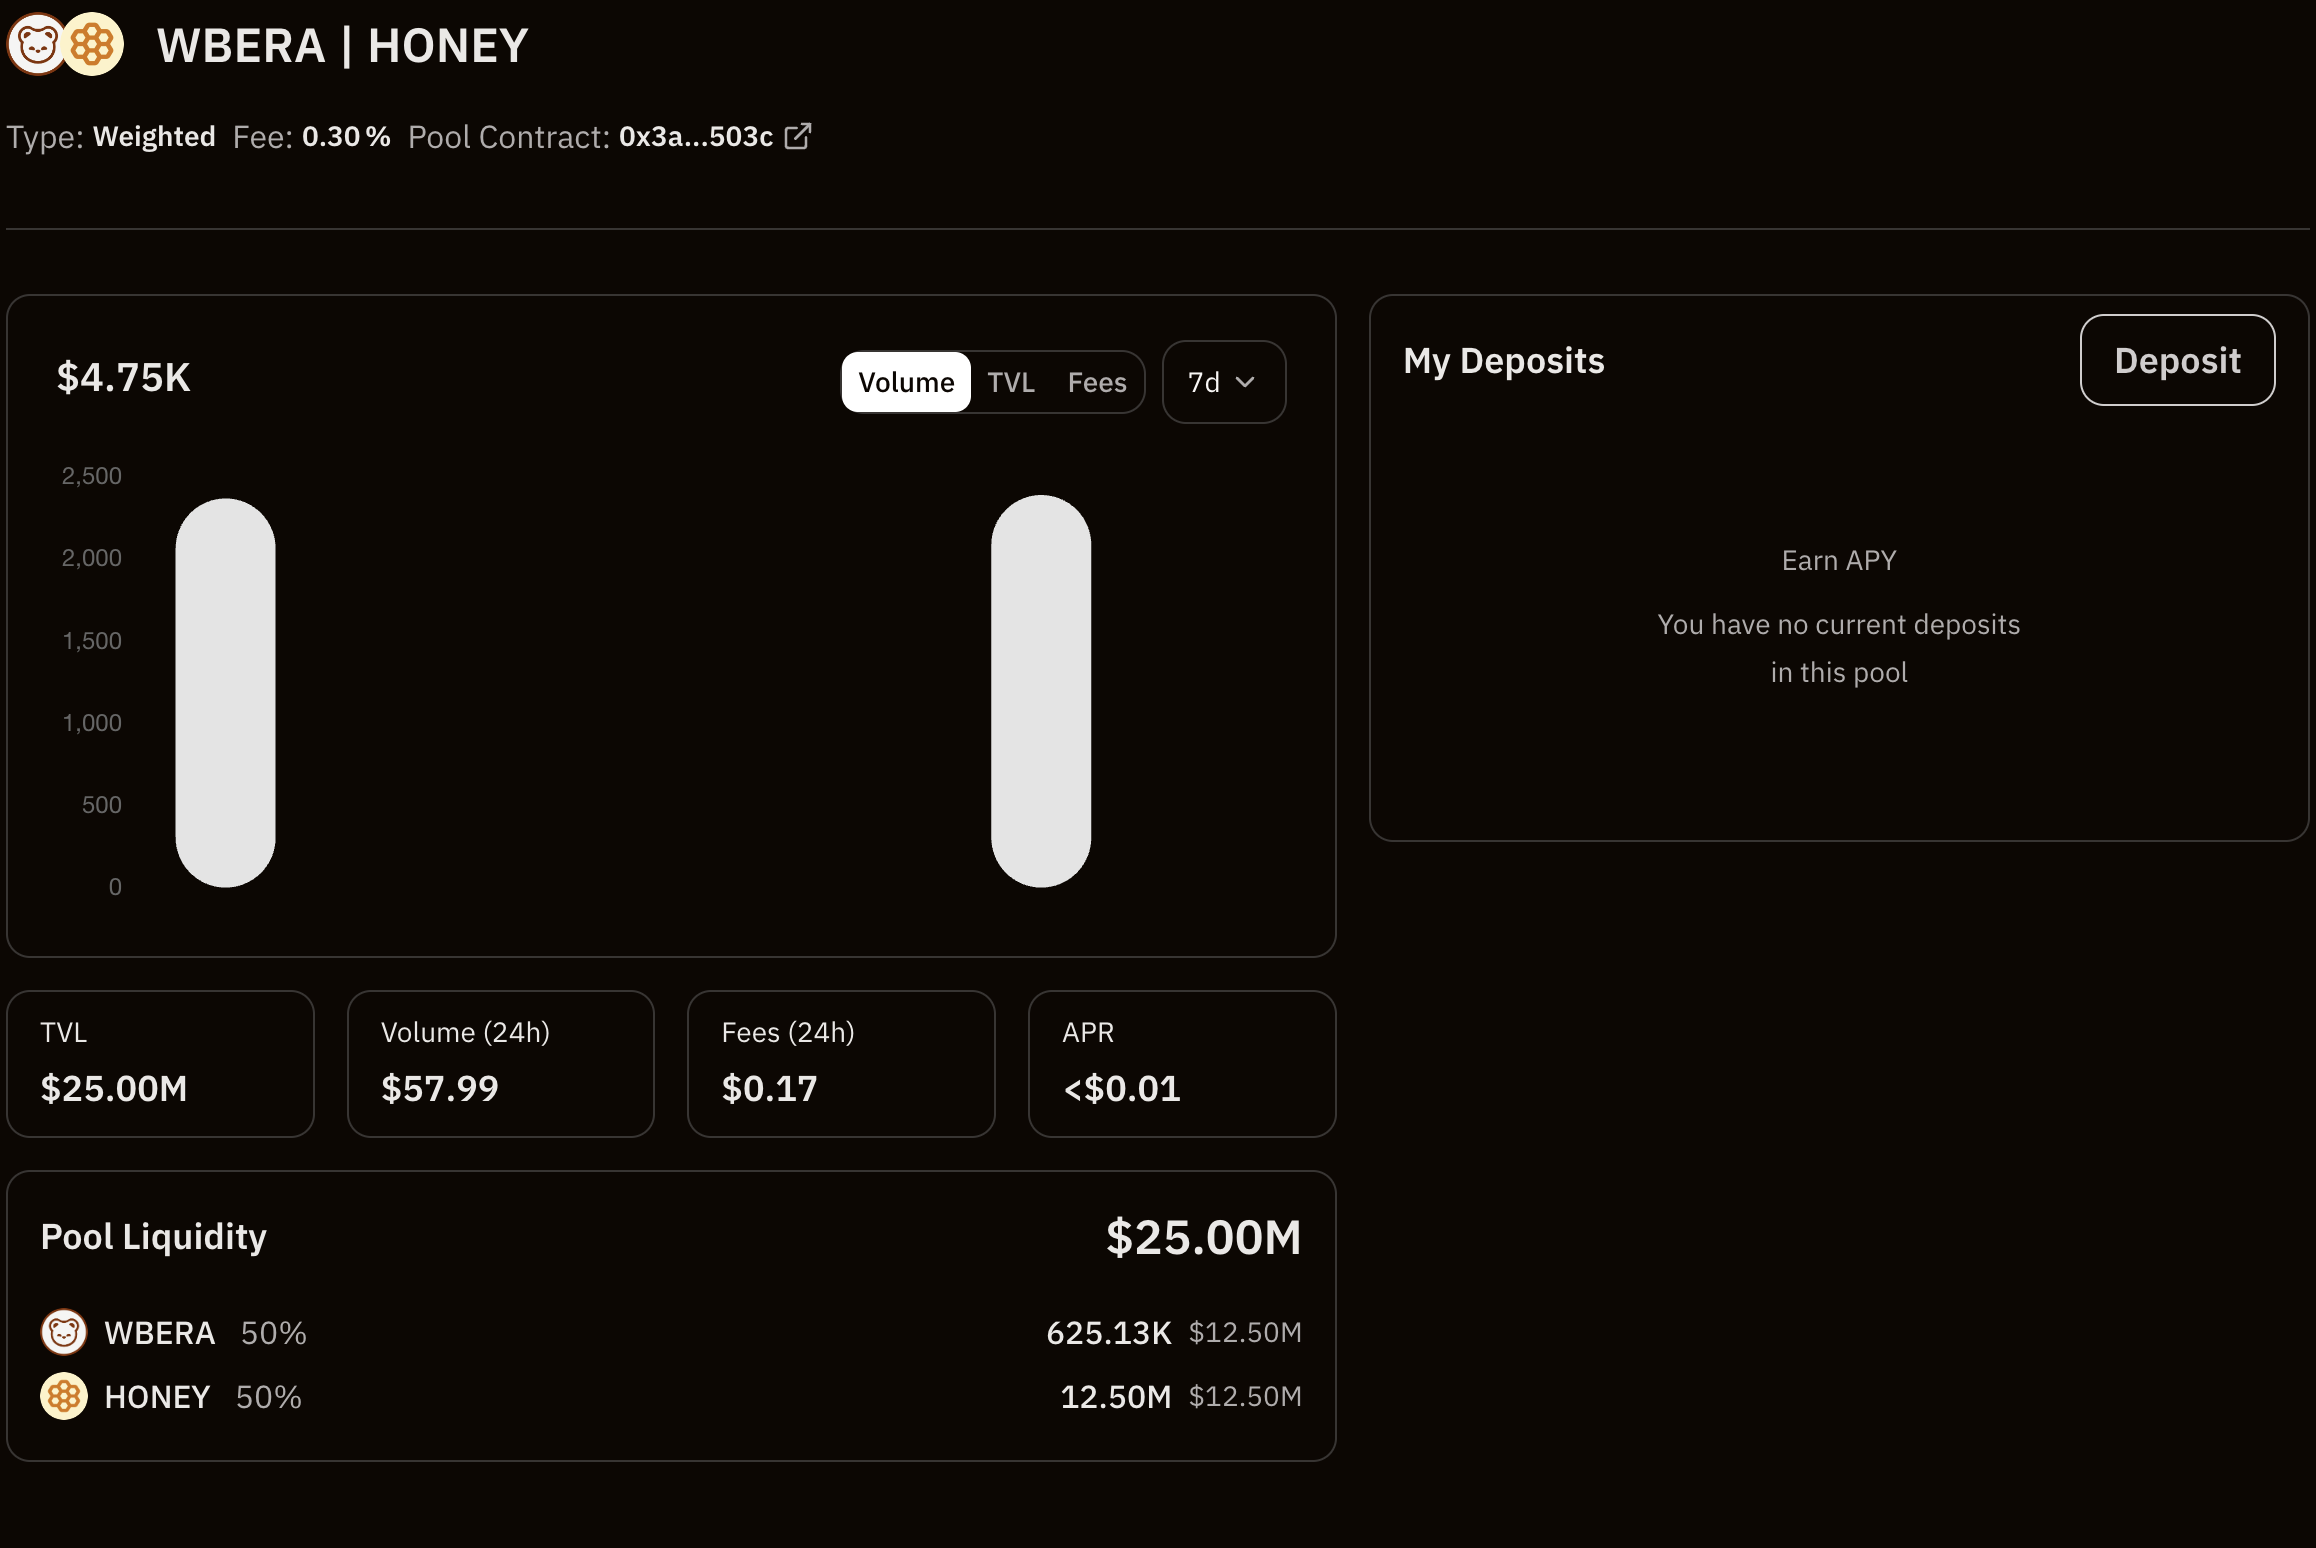 WBERA | HONEY
Type: Weighted Fee: 0.30% Pool Contract: 0x3a...503c
$4.75K
Volume TVL Fees 7d
2,500
2,000
1,500
1,000
500
0
My Deposits
Deposit
Earn APY
You have no current deposits
in this pool
TVL
$25.00M
Volume (24h)
$57.99
Fees (24h)
$0.17
APR
<$0.01
Pool Liquidity $25.00M
WBERA 50% 625.13K $12.50M
HONEY 50% 12.50M $12.50M